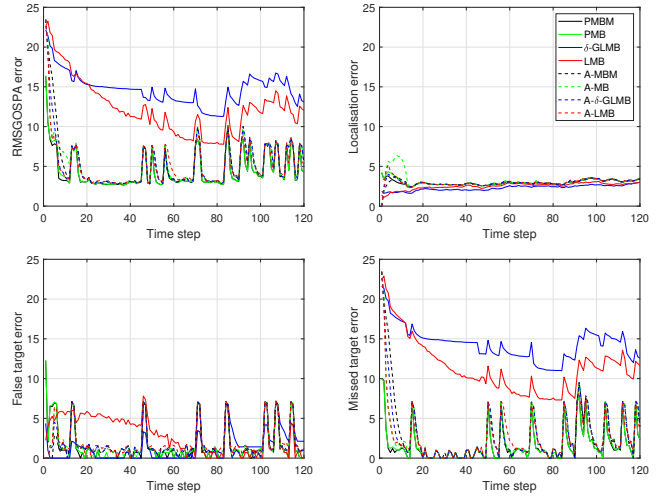 RMSGOSPA error
25
20
15
10
5
0
0 20 40 60 80 100 120
Time step
Localisation error
25
20
15
10
5
0
0 20 40 60 80 100 120
Time step
PMBM
PMB
δ-GLMB
LMB
A-MBM
A-MB
A-δ-GLMB
A-LMB
False target error
25
20
15
10
5
0
0 20 40 60 80 100 120
Time step
Missed target error
25
20
15
10
5
0
0 20 40 60 80 100 120
Time step